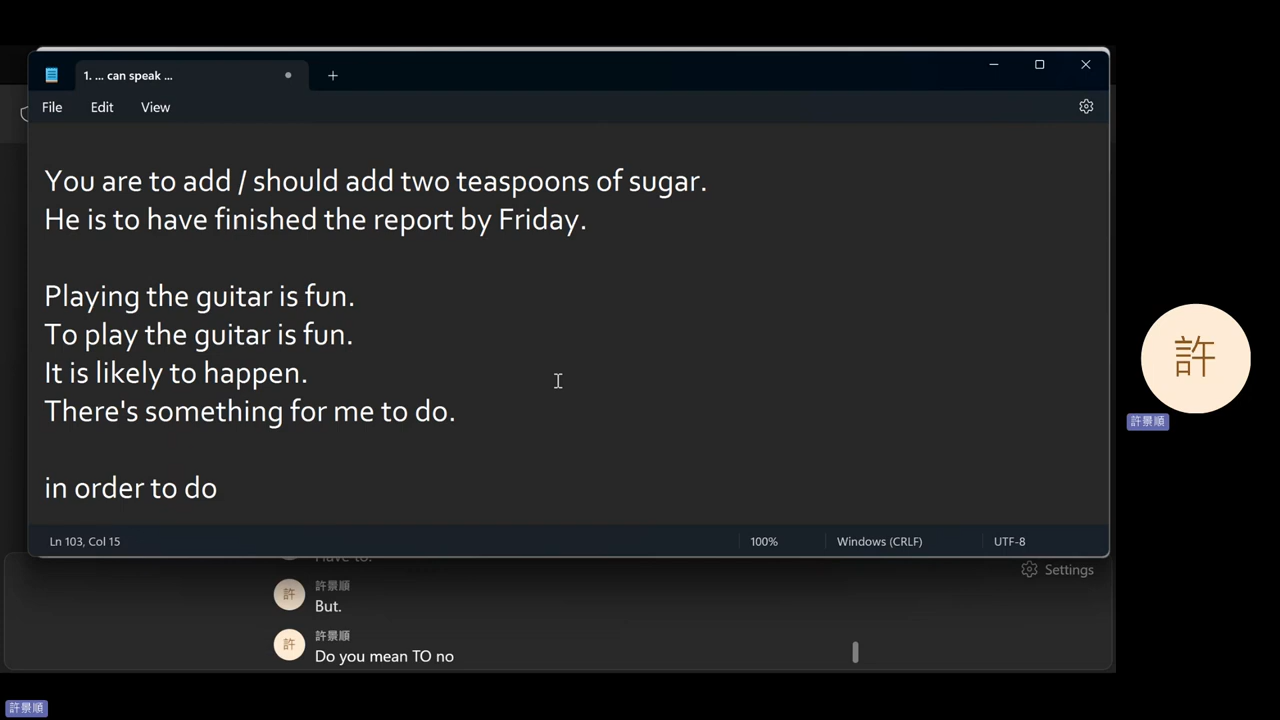 1. ... can speak ...
File Edit View
You are to add / should add two teaspoons of sugar.
He is to have finished the report by Friday.
Playing the guitar is fun.
To play the guitar is fun.
It is likely to happen.
There's something for me to do.
in order to do
Ln 103, Col 15 100% Windows (CRLF) UTF-8
Have to.
Settings
許 許景順
But.
許 許景順
Do you mean TO no
許
許景順
許景順